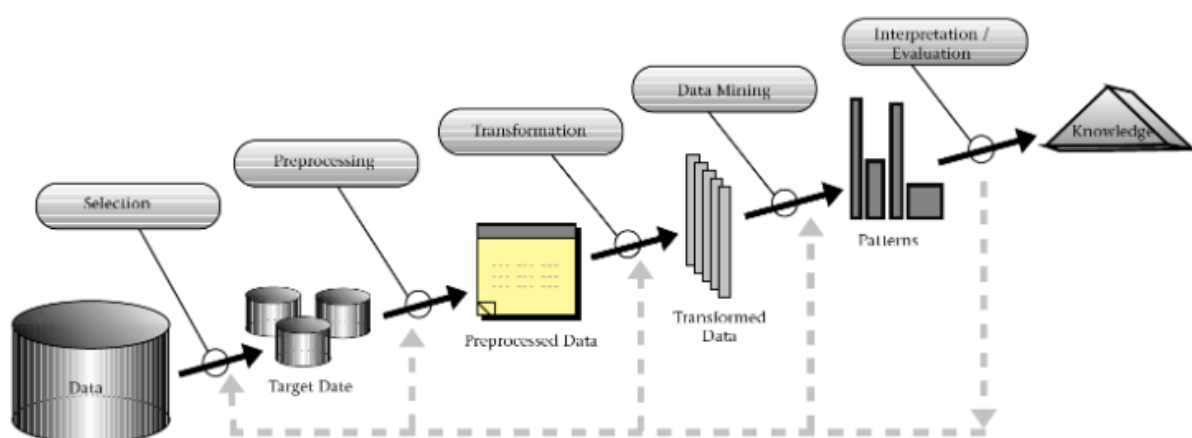 Interpretation /
Evaluation
Data Mining
Knowledge
Transformation
Preprocessing
Selection
Patterns
Transformed
Data
Preprocessed Data
Target Date
Data